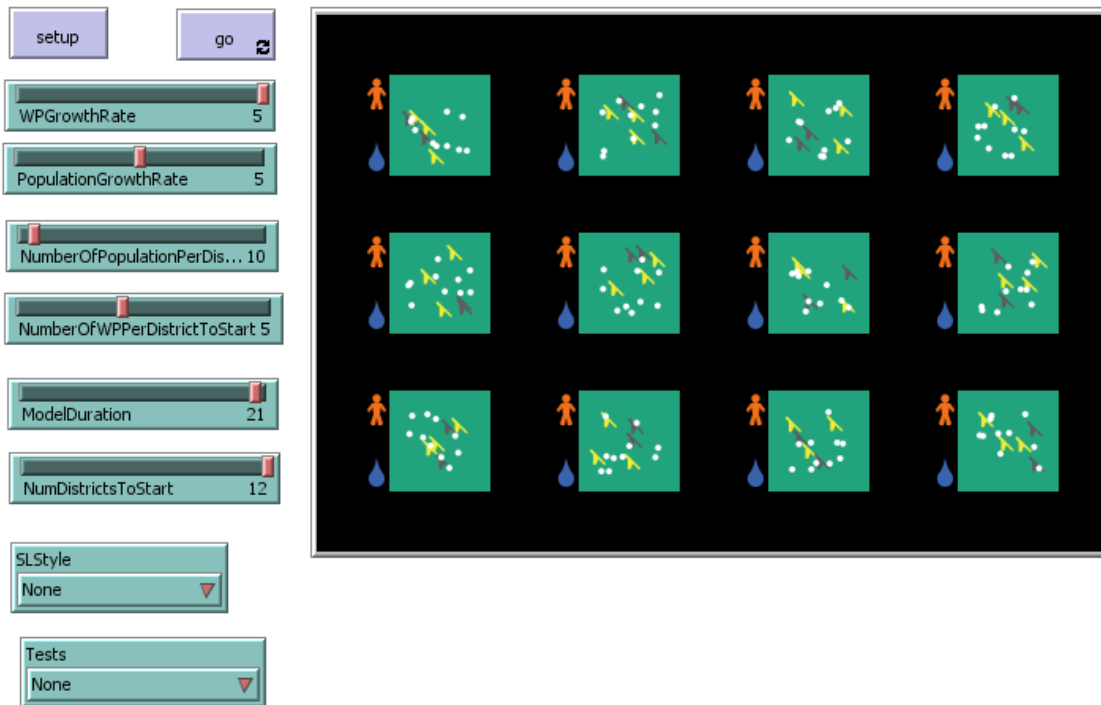 setup
go
WPGrowthRate 5
PopulationGrowthRate 5
NumberOfPopulationPerDis... 10
NumberOfWPPerDistrictToStart 5
ModelDuration 21
NumDistrictsToStart 12
SLStyle
None
Tests
None